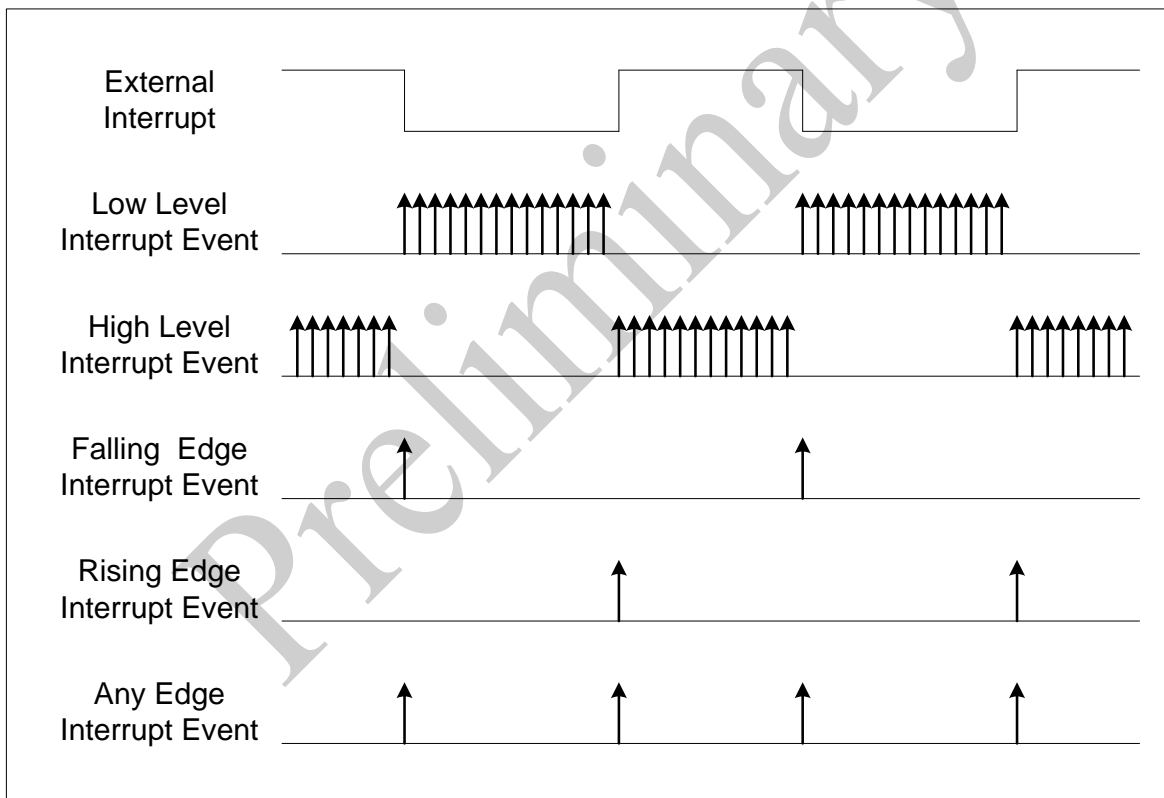 External
Interrupt
Low Level
Interrupt Event
High Level
Interrupt Event
Falling Edge
Interrupt Event
Rising Edge
Interrupt Event
Any Edge
Interrupt Event
Preliminary